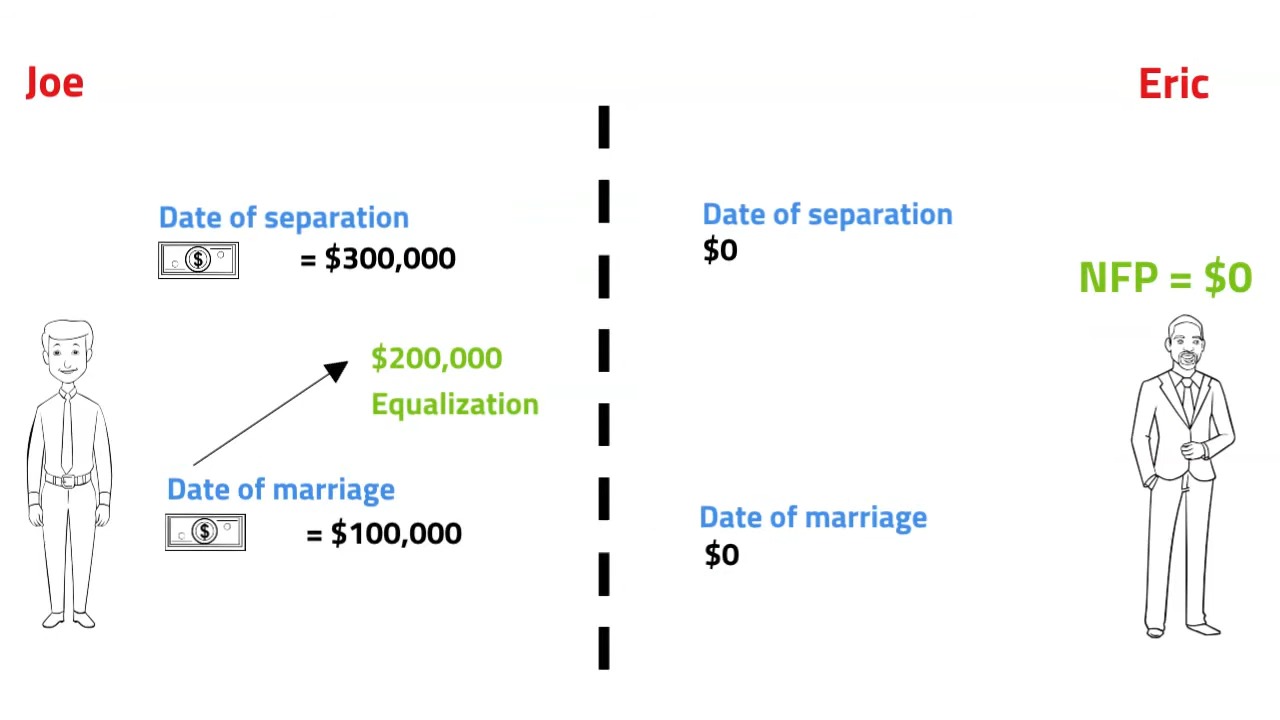 Joe
Eric
Date of separation
$
= $300,000
$200,000
Equalization
Date of marriage
$
= $100,000
Date of separation
$0
NFP = $0
Date of marriage
$0